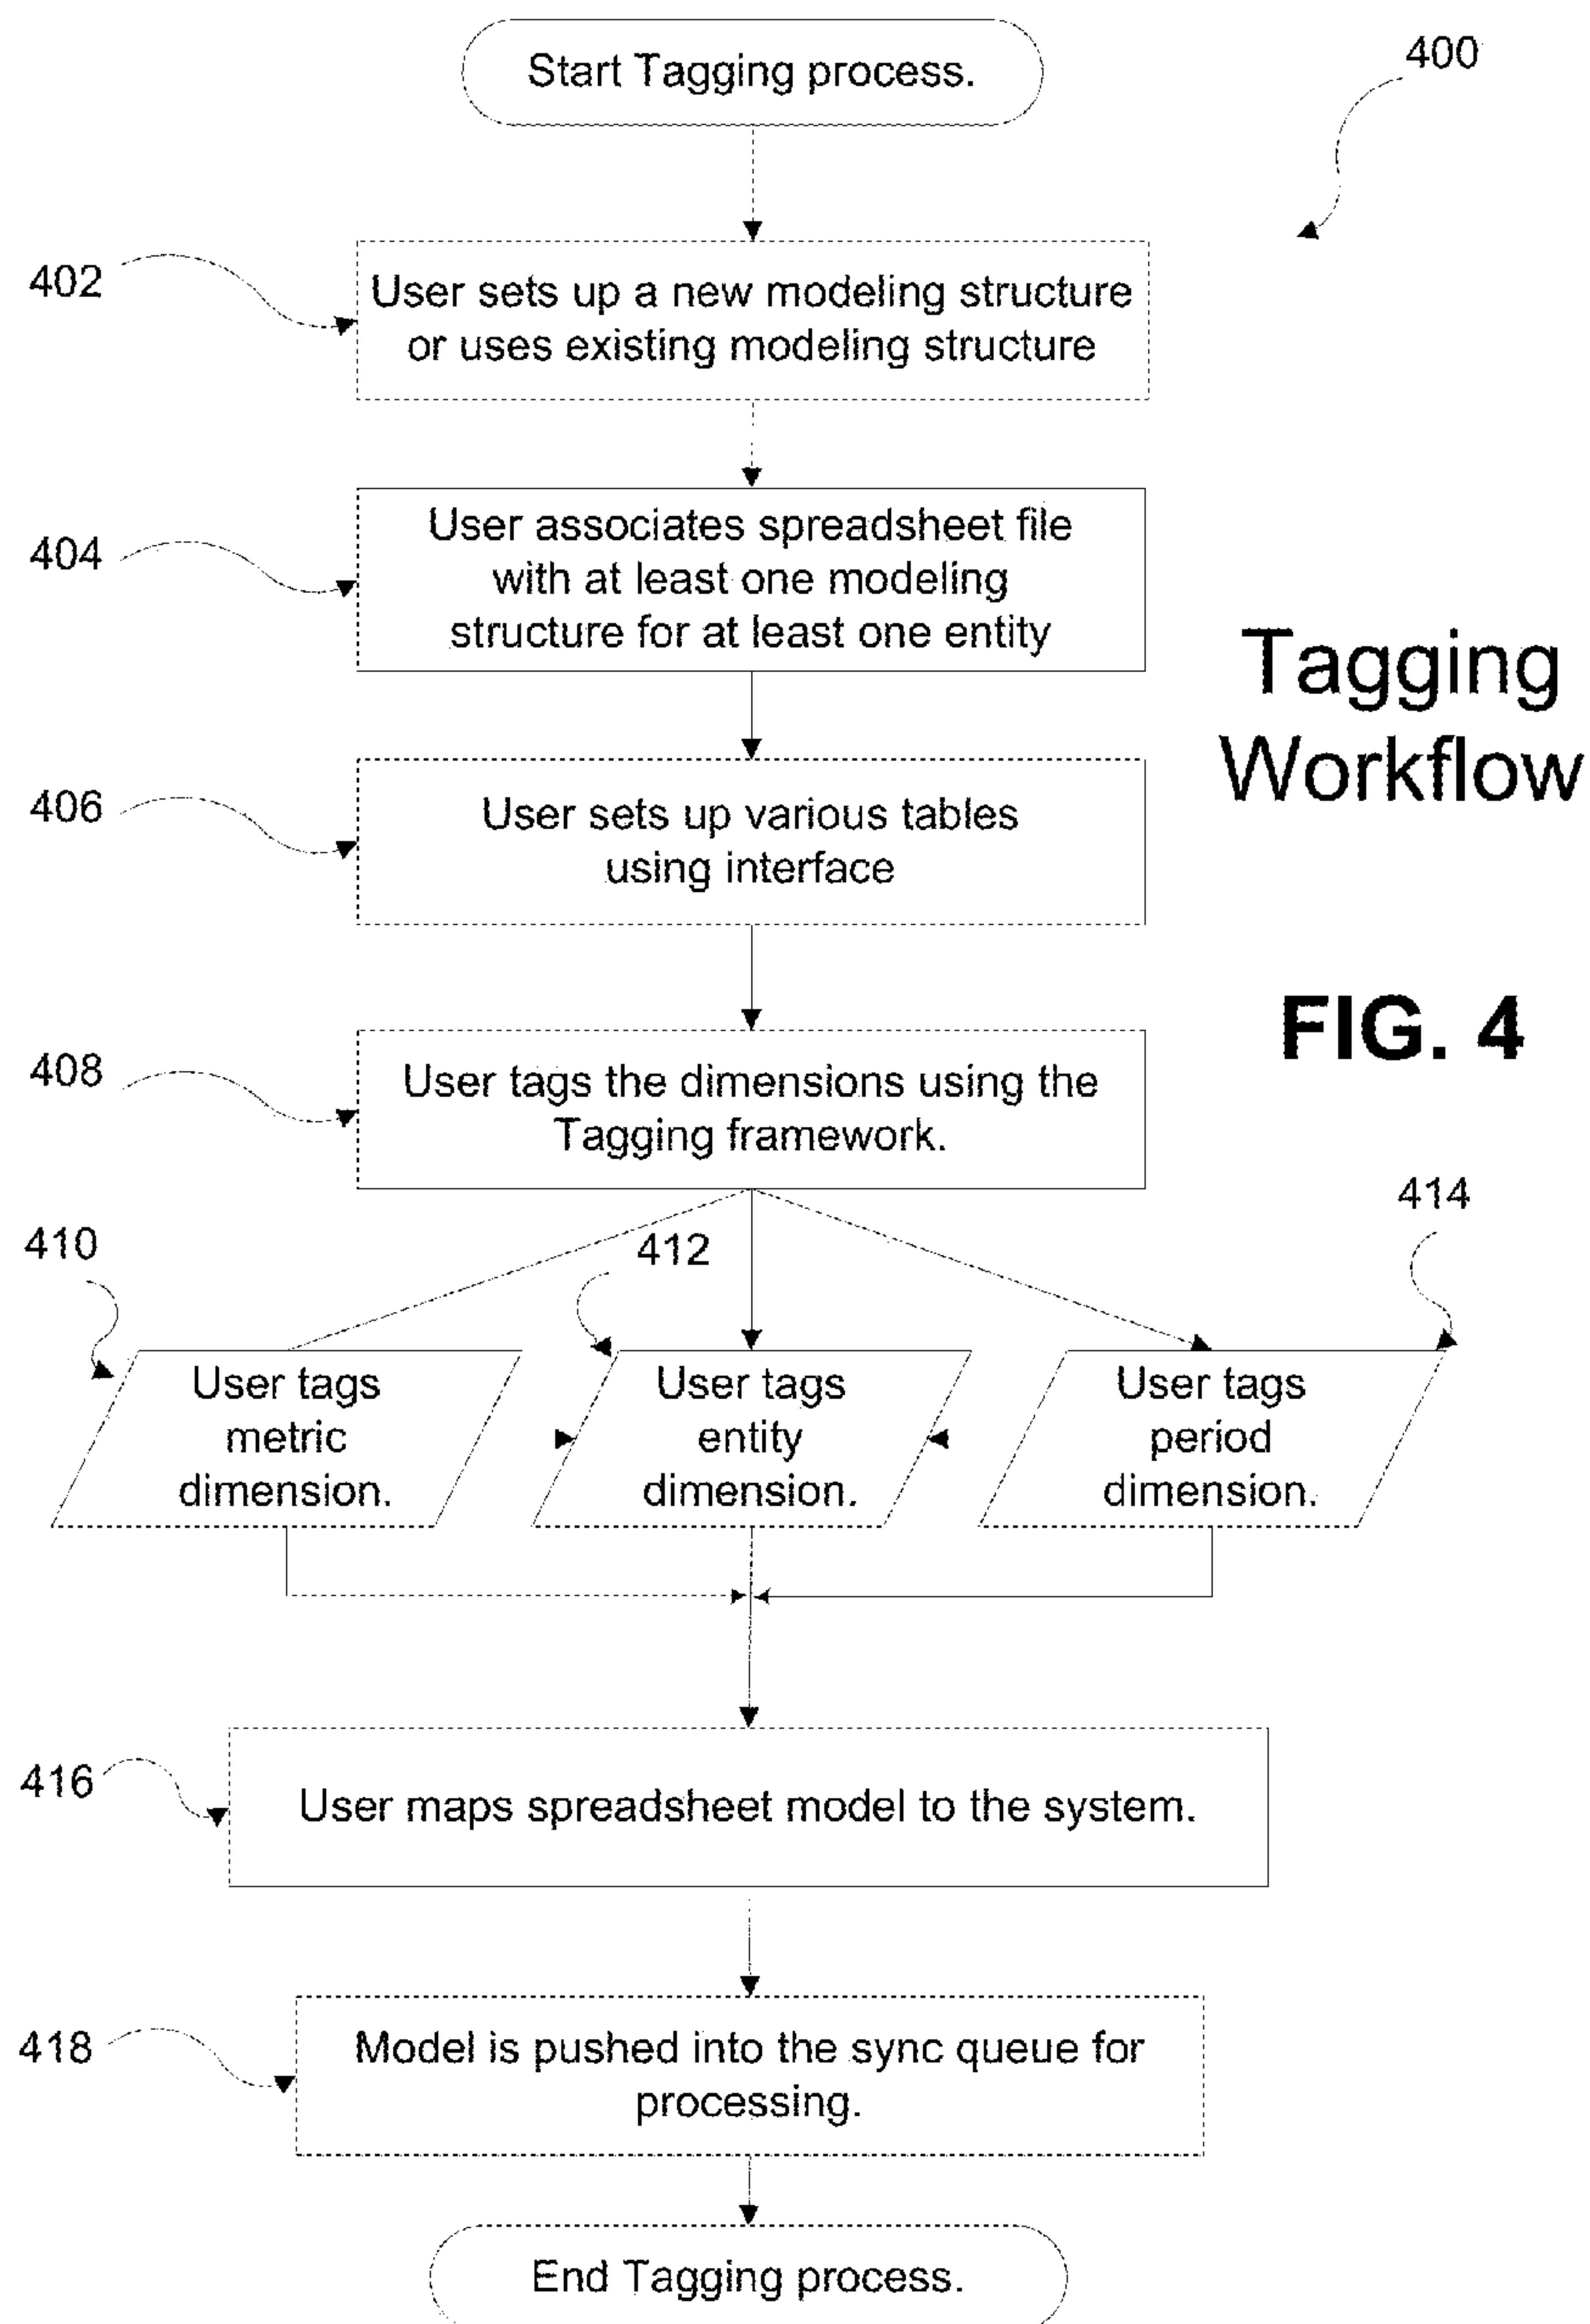 Start Tagging process.
400
402
User sets up a new modeling structure
or uses existing modeling structure
404
User associates spreadsheet file
with at least one modeling
structure for at least one entity
Tagging
Workflow
406
User sets up various tables
using interface
FIG. 4
408
User tags the dimensions using the
Tagging framework.
410
412
414
User tags
metric
dimension.
User tags
entity
dimension.
User tags
period
dimension.
416
User maps spreadsheet model to the system.
418
Model is pushed into the sync queue for
processing.
End Tagging process.